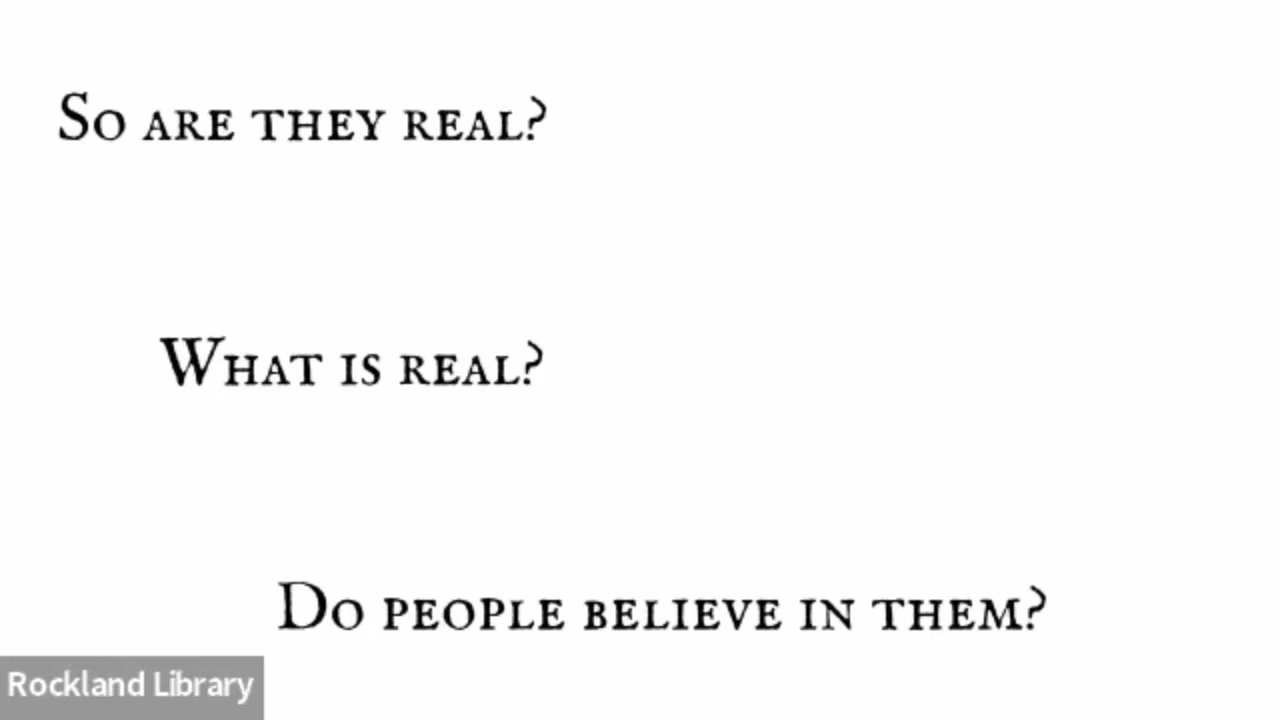 So are they real?
What is real?
Do people believe in them?
Rockland Library